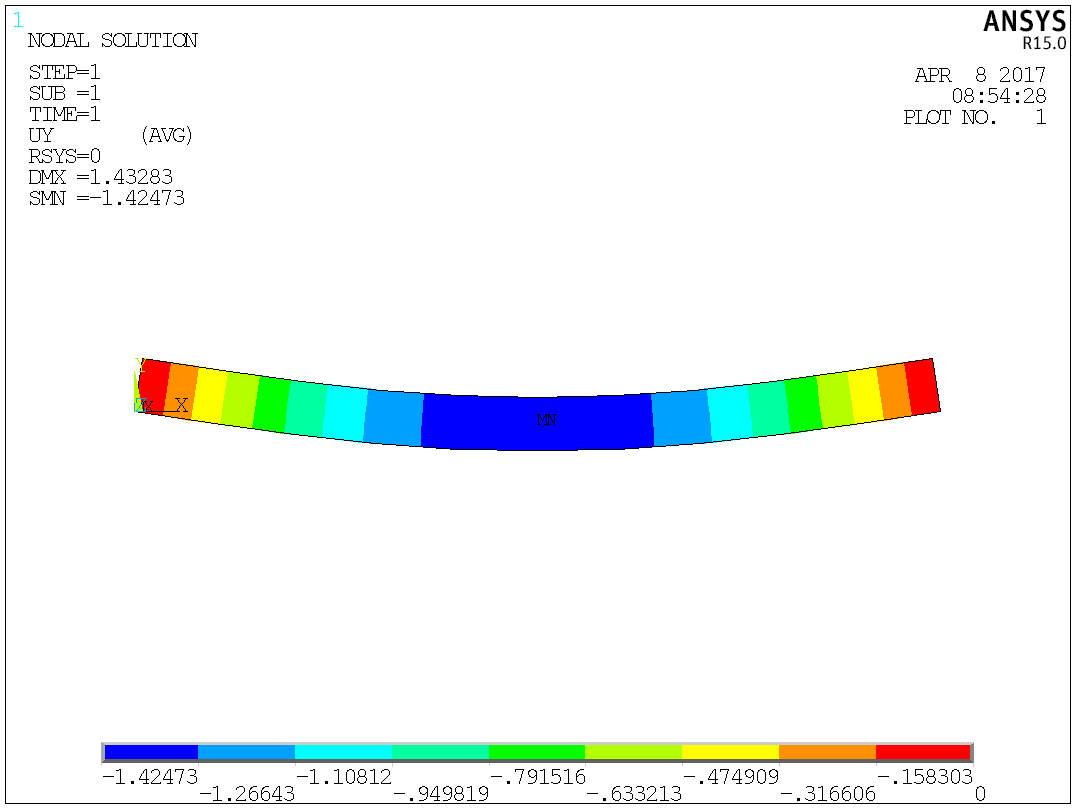 1
NODAL SOLUTION
STEP=1
SUB =1
TIME=1
UY (AVG)
RSYS=0
DMX =1.43283
SMN =-1.42473
ANSYS
R15.0
APR 8 2017
08:54:28
PLOT NO. 1
Y
X
MN
-1.42473 -1.10812 -.791516 -.474909 -.158303
-1.26643 -.949819 -.633213 -.316606 0